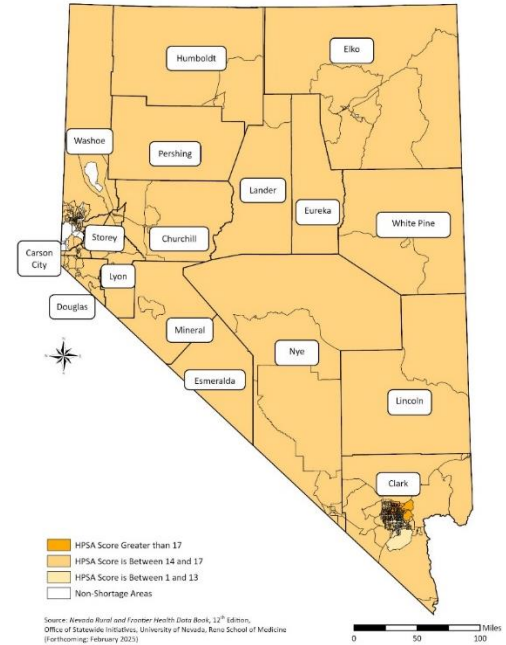 Humboldt
Elko
Washoe
Pershing
Lander
Eureka
White Pine
Carson
City
Storey
Churchill
Lyon
Douglas
Mineral
Nye
Esmeralda
Lincoln
Clark
HPSA Score Greater than 17
HPSA Score is Between 14 and 17
HPSA Score is Between 1 and 13
Non-Shortage Areas
Source: Nevada Rural and Frontier Health Data Book, 12th Edition,
Office of Statewide Initiatives, University of Nevada, Reno School of Medicine
(Forthcoming: February 2025)
Miles
0 50 100